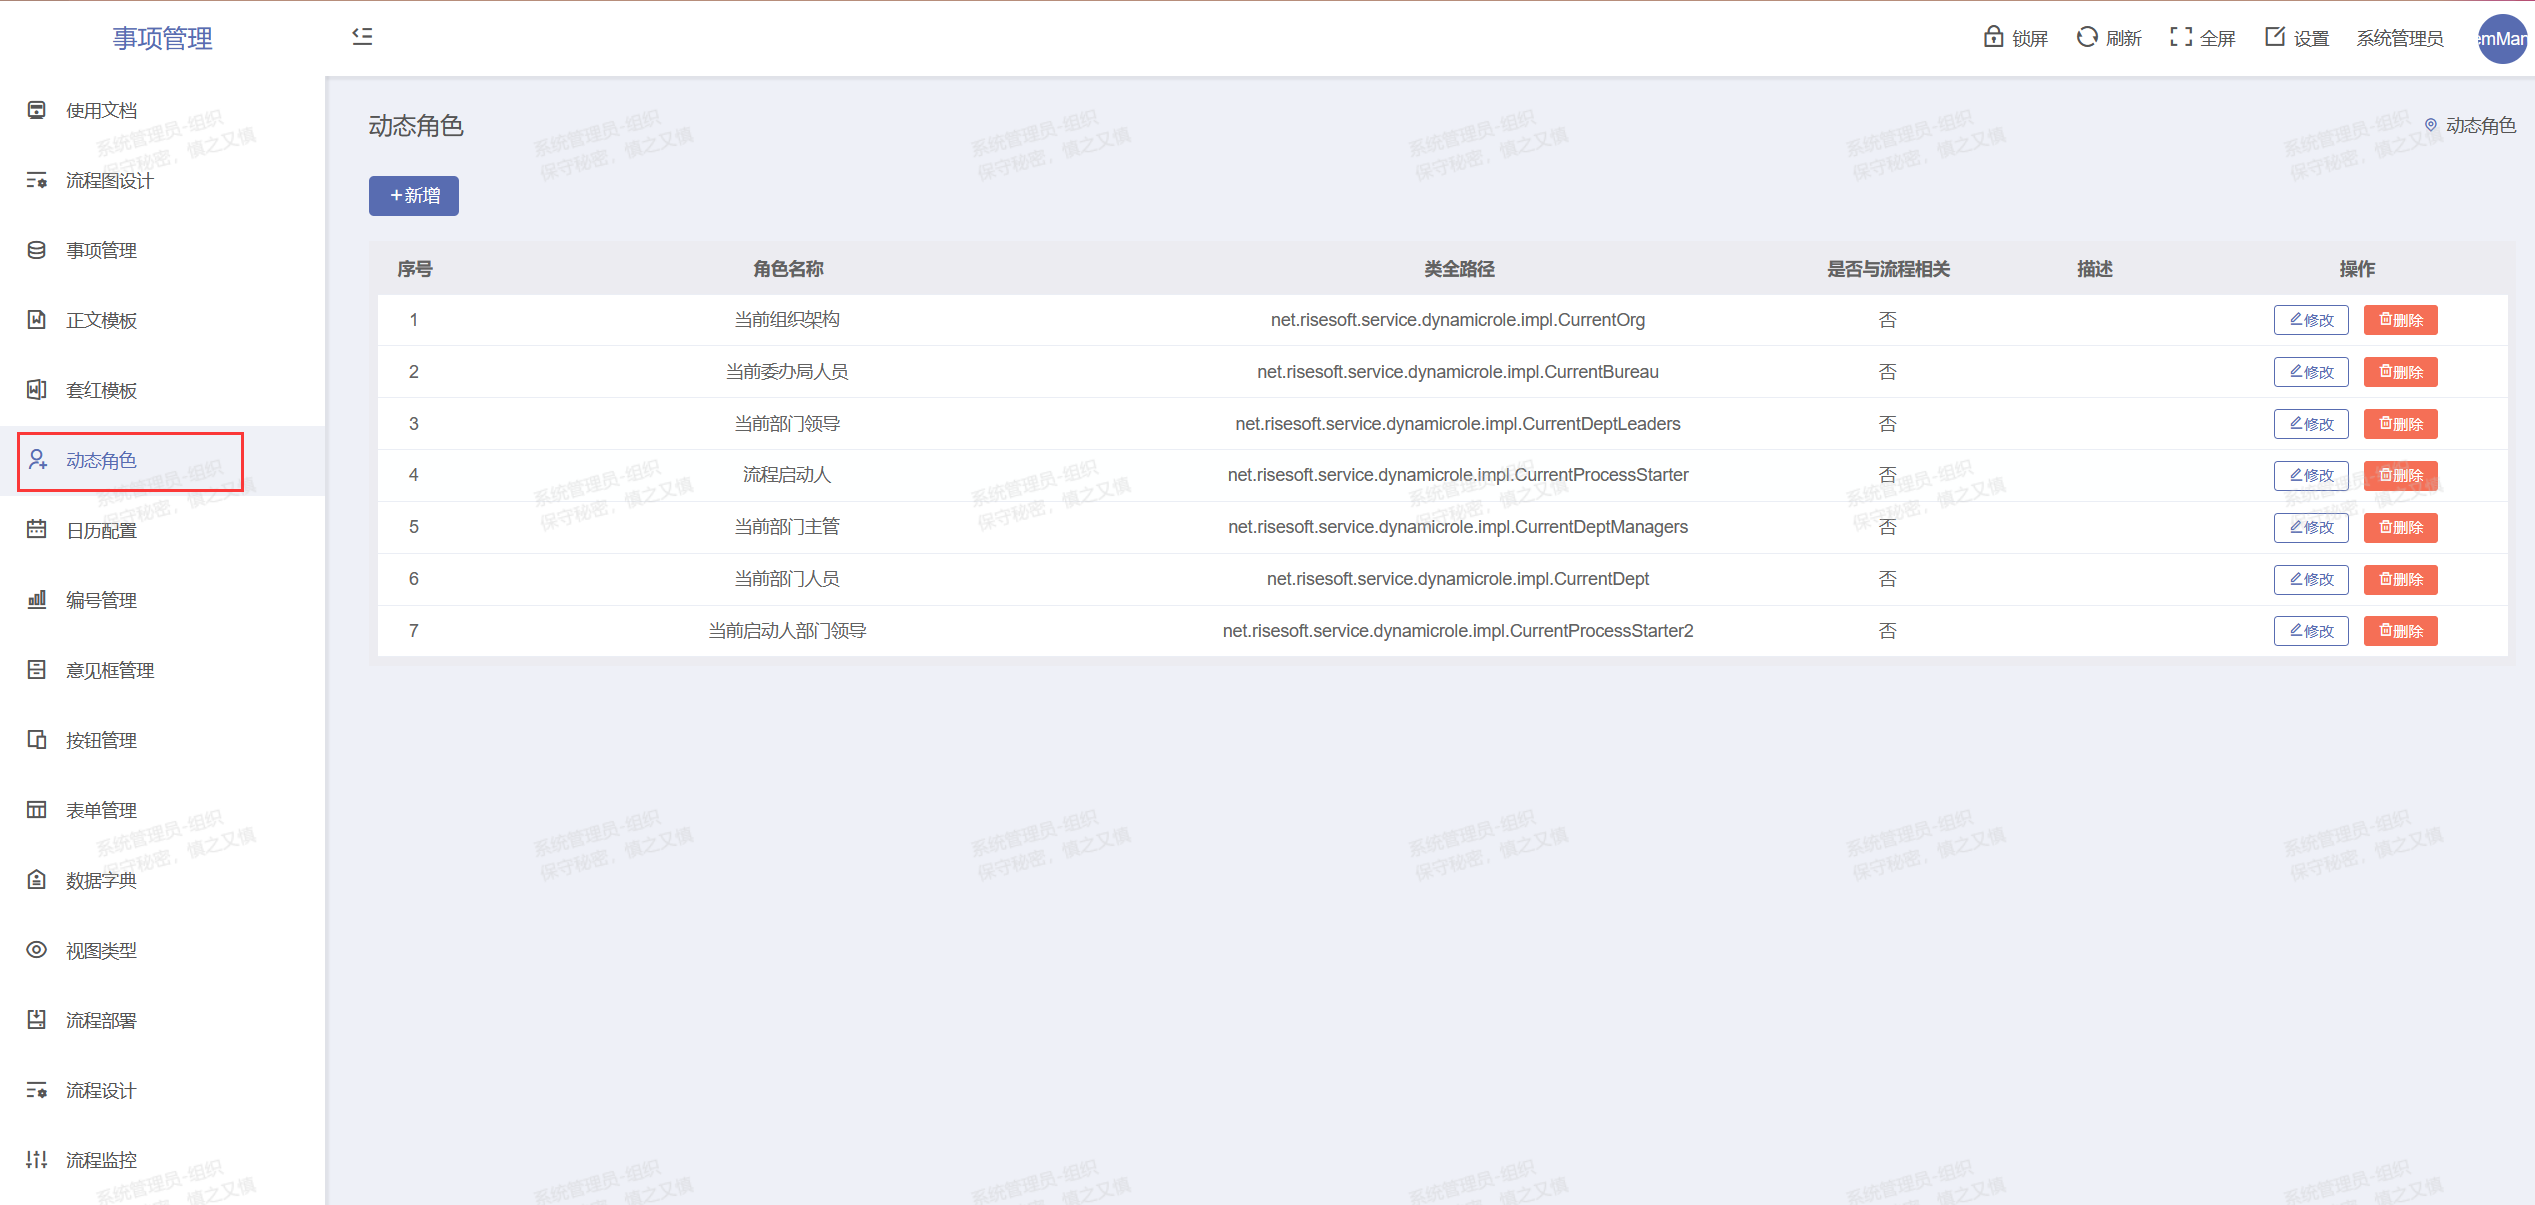 事项管理
锁屏 刷新 全屏 设置 系统管理员 emMan
使用文档
流程图设计
事项管理
正文模板
套红模板
动态角色
日历配置
编号管理
意见框管理
按钮管理
表单管理
数据字典
视图类型
流程部署
流程设计
流程监控
动态角色
动态角色
+新增
序号 角色名称 类全路径 是否与流程相关 描述 操作
1 当前组织架构 net.risesoft.service.dynamicrole.impl.CurrentOrg 否 修改 删除
2 当前委办局人员 net.risesoft.service.dynamicrole.impl.CurrentBureau 否 修改 删除
3 当前部门领导 net.risesoft.service.dynamicrole.impl.CurrentDeptLeaders 否 修改 删除
4 流程启动人 net.risesoft.service.dynamicrole.impl.CurrentProcessStarter 否 修改 删除
5 当前部门主管 net.risesoft.service.dynamicrole.impl.CurrentDeptManagers 否 修改 删除
6 当前部门人员 net.risesoft.service.dynamicrole.impl.CurrentDept 否 修改 删除
7 当前启动人部门领导 net.risesoft.service.dynamicrole.impl.CurrentProcessStarter2 否 修改 删除
系统管理员-组织
保守秘密，慎之又慎